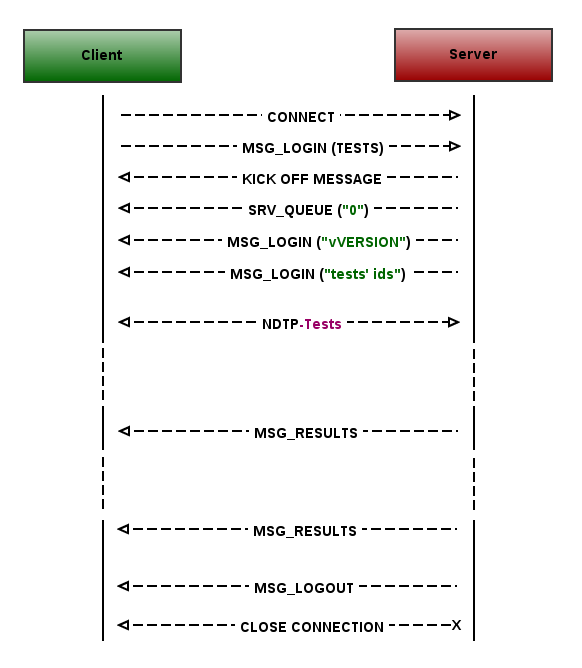 Client
Server
CONNECT
MSG_LOGIN (TESTS)
KICK OFF MESSAGE
SRV_QUEUE ("0")
MSG_LOGIN ("vVERSION")
MSG_LOGIN ("tests' ids")
NDTP-Tests
MSG_RESULTS
MSG_RESULTS
MSG_LOGOUT
CLOSE CONNECTION X